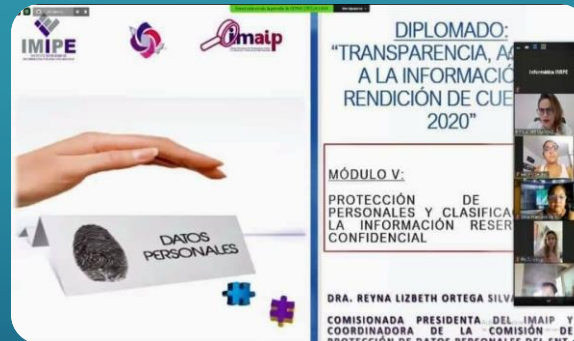 IMIPE
imaip
DATOS
PERSONALES
DIPLOMADO:
"TRANSPARENCIA,
A LA INFORMACIÓ
RENDICIÓN DE CUE
2020"
MÓDULO V:
PROTECCIÓN DE
PERSONALES Y CLASIFICA
LA INFORMACIÓN RESER
CONFIDENCIAL
DRA. REYNA LIZBETH ORTEGA SILVA
COMISIONADA PRESIDENTA DEL IMAIP Y
COORDINADORA DE LA COMISIÓN DE
PROTECCIÓN DE DATOS PERSONALES DEL SNT
Informática IMIPE